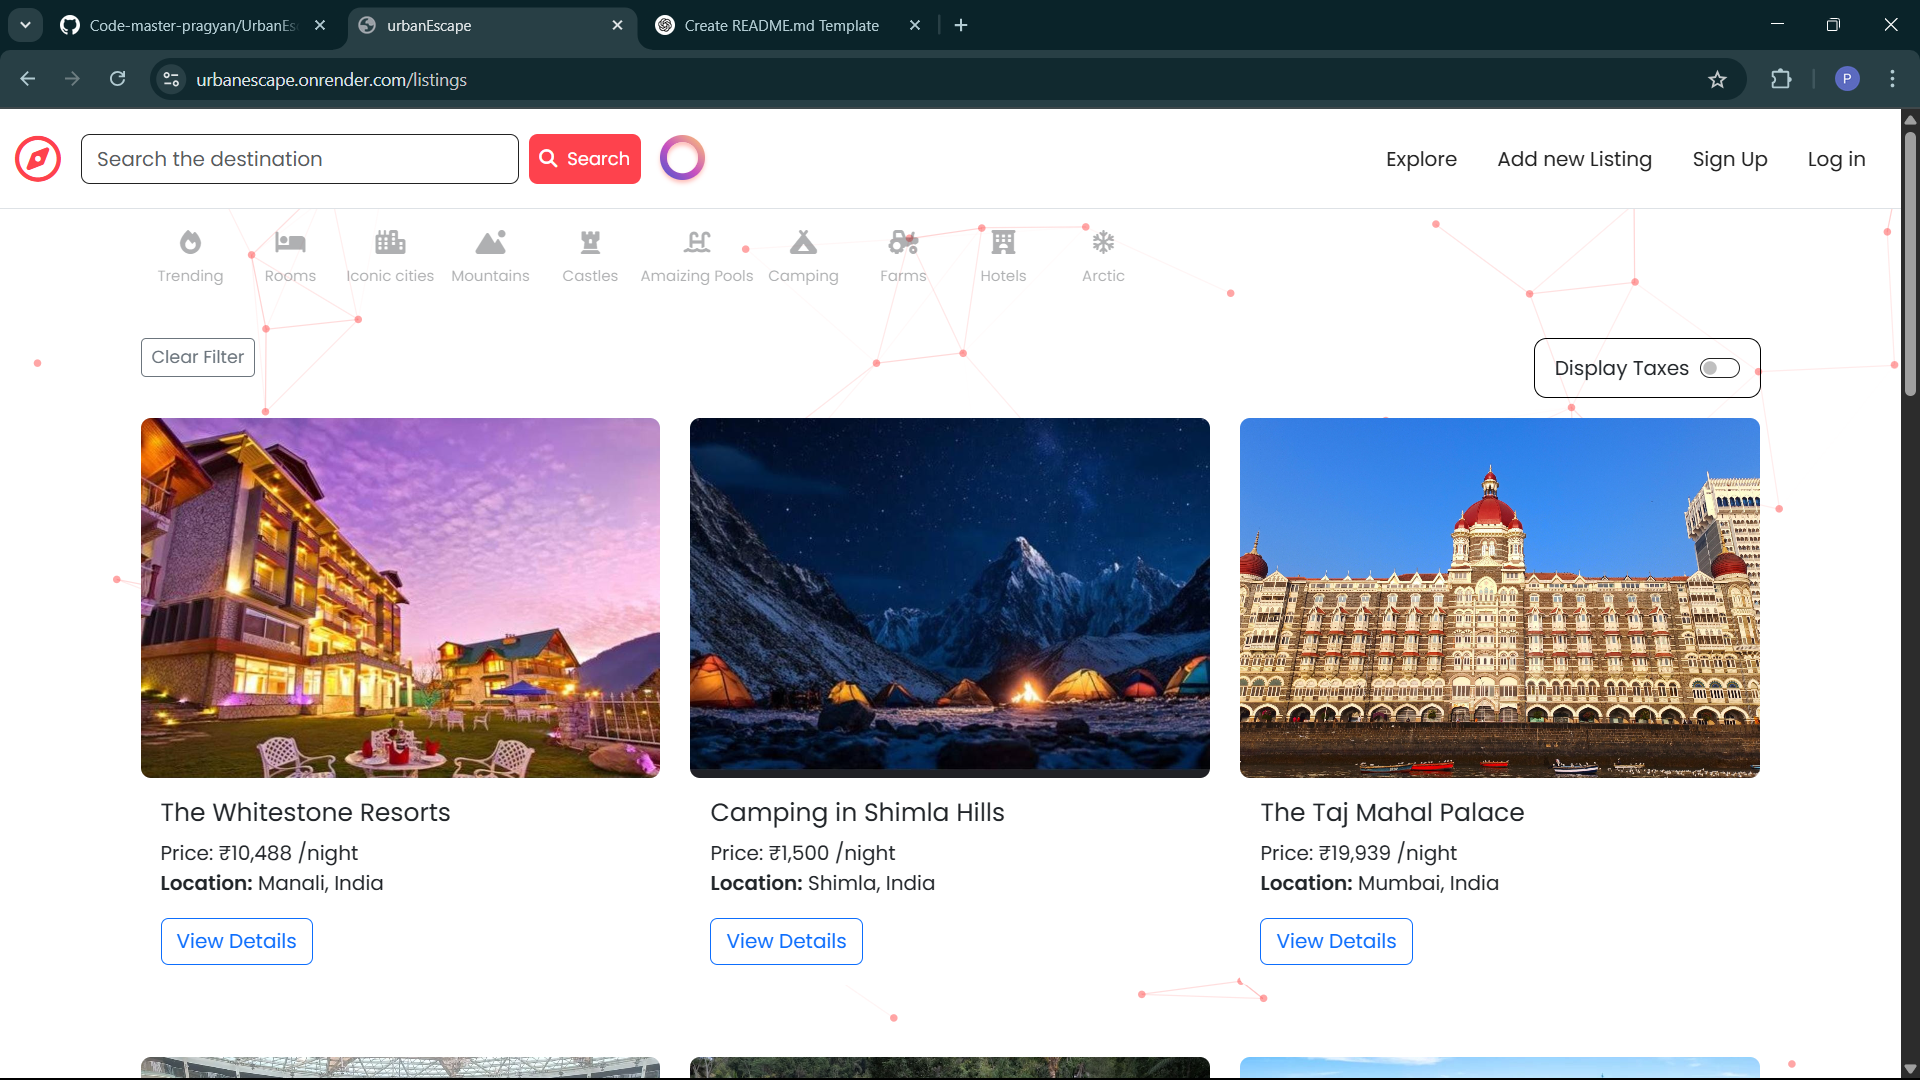 Code-master-pragyan/UrbanEs
urbanEscape
Create README.md Template
urbanescape.onrender.com/listings
P
Search the destination
Search
Explore
Add new Listing
Sign Up
Log in
Trending
Rooms
Iconic cities
Mountains
Castles
Amaizing Pools
Camping
Farms
Hotels
Arctic
Clear Filter
Display Taxes
The Whitestone Resorts
Price: ₹10,488 /night
Location: Manali, India
View Details
Camping in Shimla Hills
Price: ₹1,500 /night
Location: Shimla, India
View Details
The Taj Mahal Palace
Price: ₹19,939 /night
Location: Mumbai, India
View Details